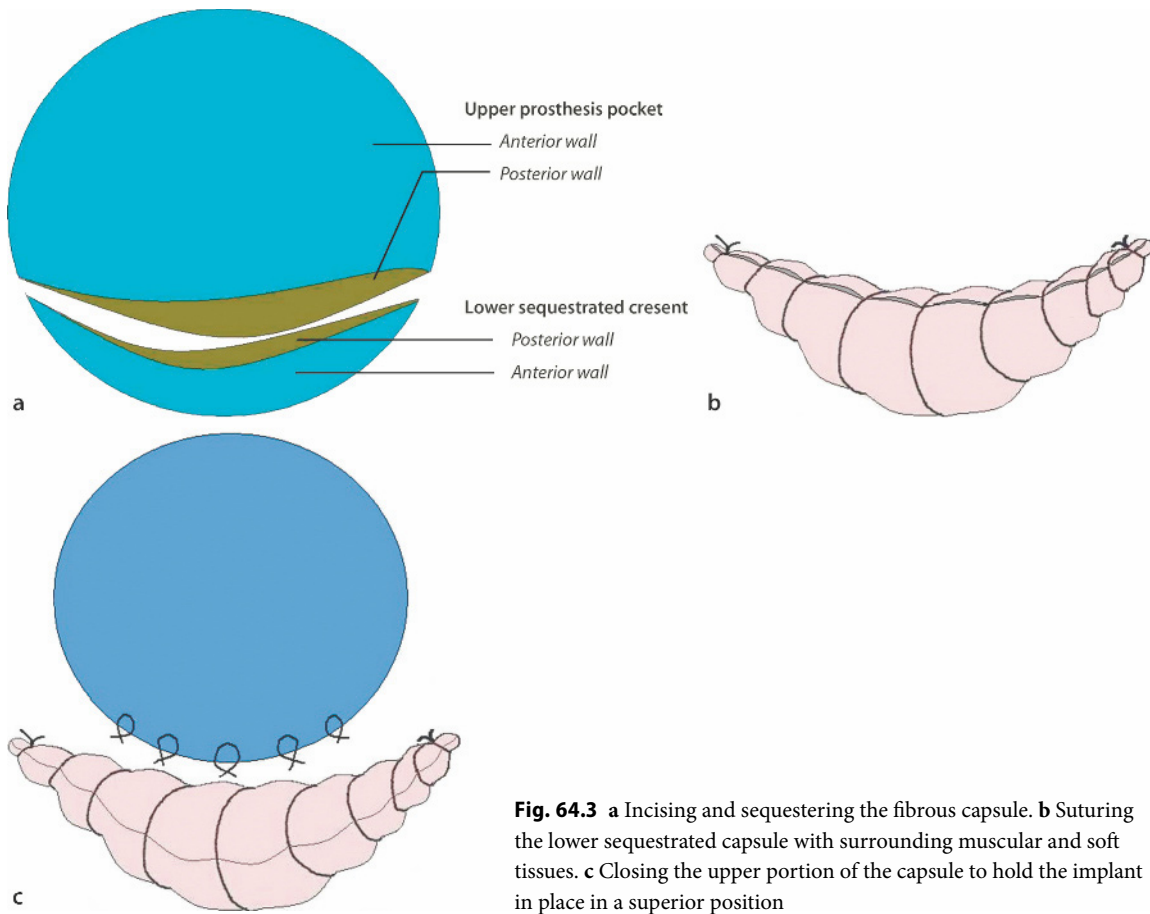 Upper prosthesis pocket
Anterior wall
Posterior wall
Lower sequestrated cresent
Posterior wall
Anterior wall
a
b
c
Fig. 64.3 a Incising and sequestering the fibrous capsule. b Suturing
the lower sequestrated capsule with surrounding muscular and soft
tissues. c Closing the upper portion of the capsule to hold the implant
in place in a superior position